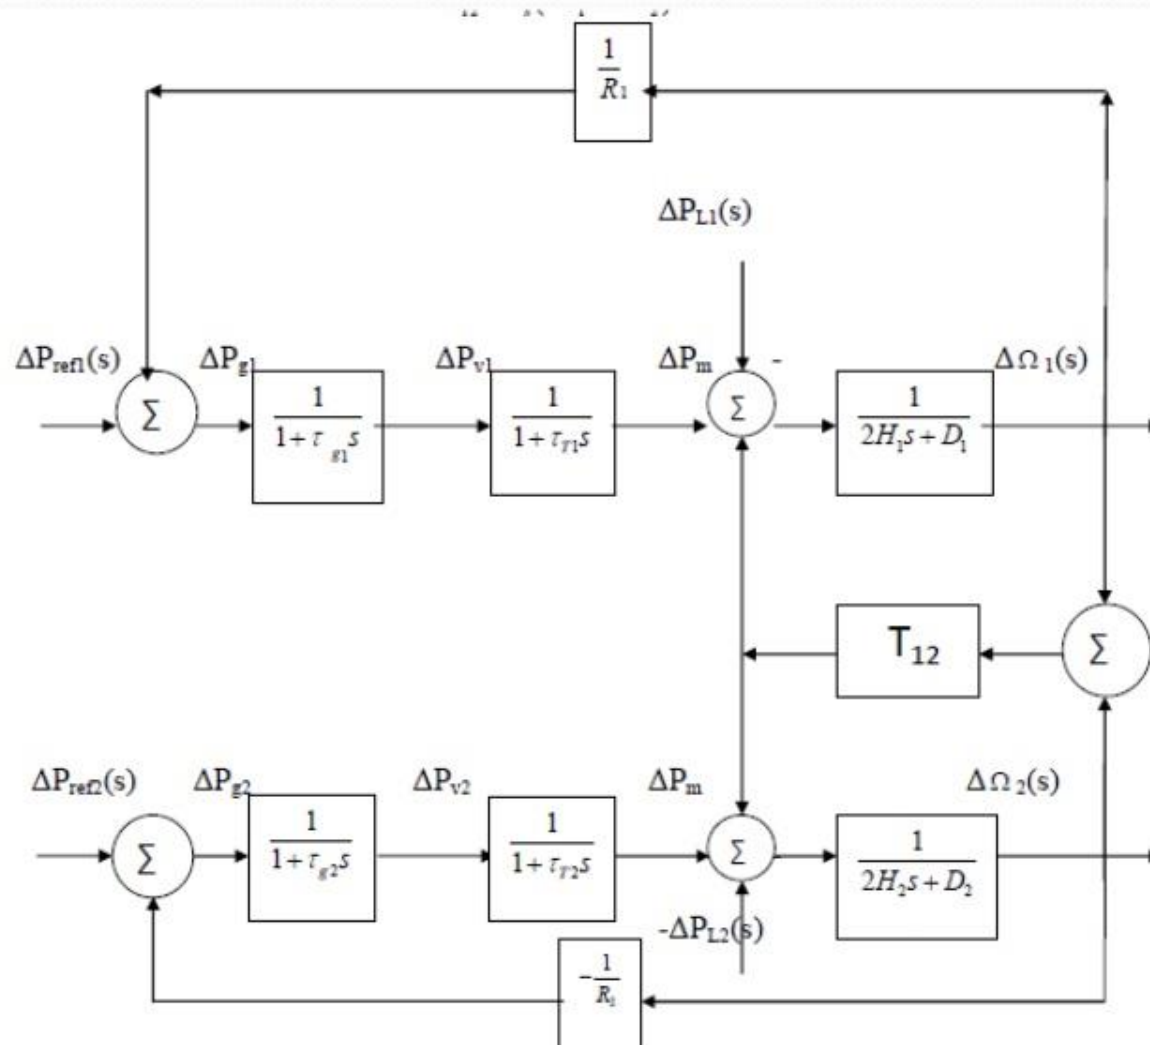 1
R1
ΔPL1(s)
ΔPref1(s)
ΔPg1
ΔPv1
ΔPm
-
ΔΩ1(s)
Σ
1
1+τg1s
1
1+τT1s
Σ
1
2H1s+D1
T12
Σ
ΔPref2(s)
ΔPg2
ΔPv2
ΔPm
ΔΩ2(s)
Σ
1
1+τg2s
1
1+τT2s
Σ
1
2H2s+D2
-ΔPL2(s)
-1
R2